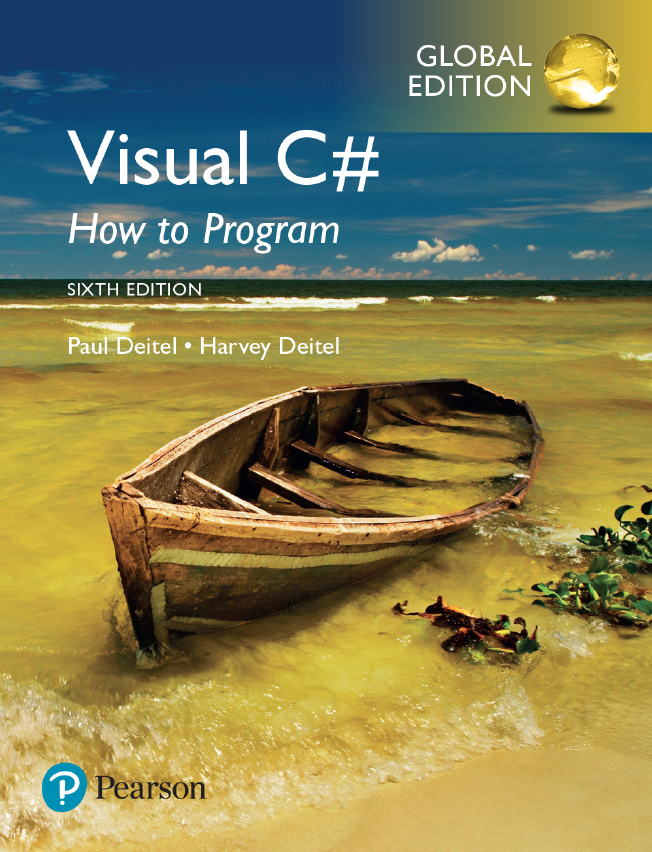 GLOBAL
EDITION
Visual C#
How to Program
SIXTH EDITION
Paul Deitel • Harvey Deitel
Pearson